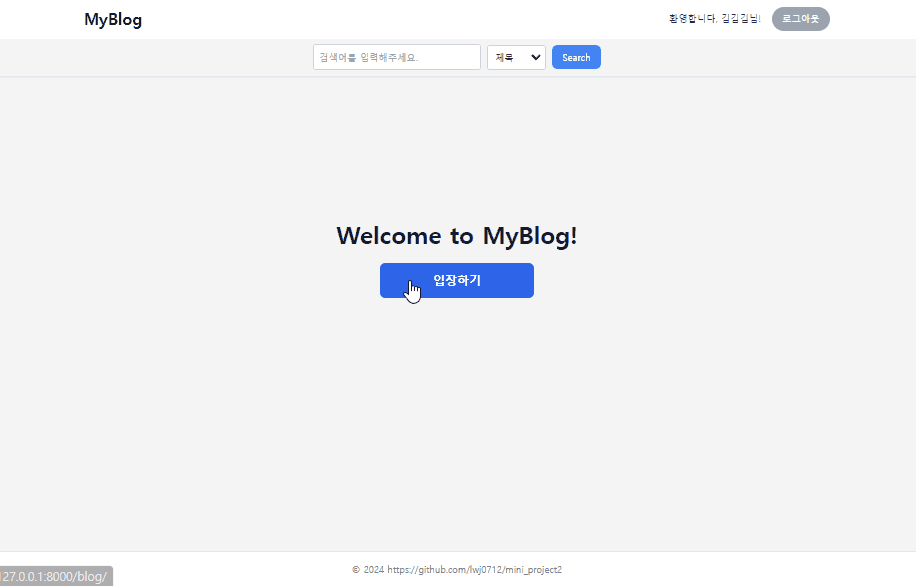 MyBlog
환영합니다, 김김김님!
로그아웃
검색어를 입력해주세요.
제목
Search
Welcome to MyBlog!
입장하기
© 2024 https://github.com/lwj0712/mini_project2
127.0.0.1:8000/blog/